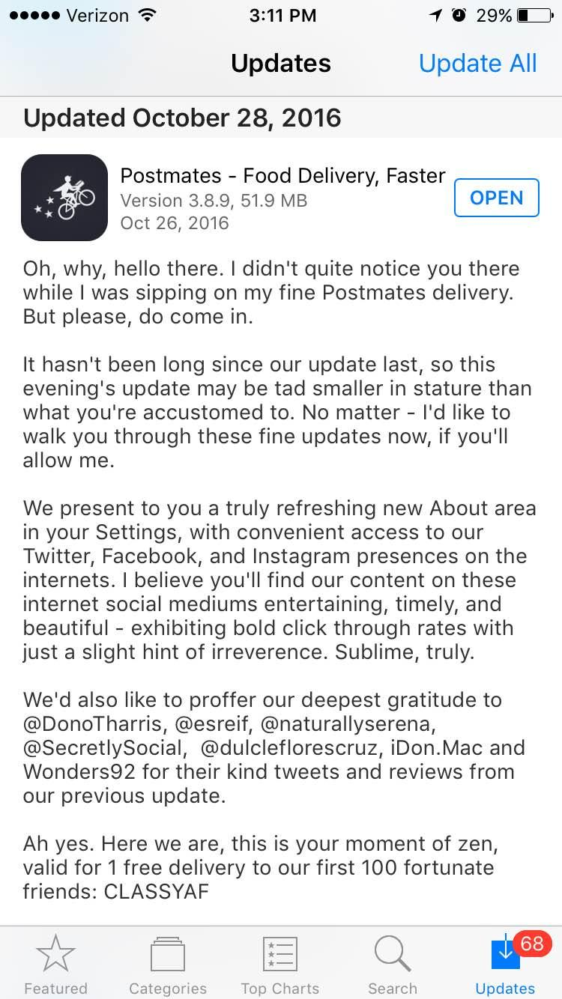 Verizon 3:11 PM 29%
Updates Update All
Updated October 28, 2016
Postmates - Food Delivery, Faster
Version 3.8.9, 51.9 MB
Oct 26, 2016
OPEN
Oh, why, hello there. I didn't quite notice you there
while I was sipping on my fine Postmates delivery.
But please, do come in.
It hasn't been long since our update last, so this
evening's update may be tad smaller in stature than
what you're accustomed to. No matter - I'd like to
walk you through these fine updates now, if you'll
allow me.
We present to you a truly refreshing new About area
in your Settings, with convenient access to our
Twitter, Facebook, and Instagram presences on the
internets. I believe you'll find our content on these
internet social mediums entertaining, timely, and
beautiful - exhibiting bold click through rates with
just a slight hint of irreverence. Sublime, truly.
We'd also like to proffer our deepest gratitude to
@DonoTharris, @esreif, @naturallyserena,
@SecretlySocial,  @dulcleflorescruz, iDon.Mac and
Wonders92 for their kind tweets and reviews from
our previous update.
Ah yes. Here we are, this is your moment of zen,
valid for 1 free delivery to our first 100 fortunate
friends: CLASSYAF
68
Featured Categories Top Charts Search Updates